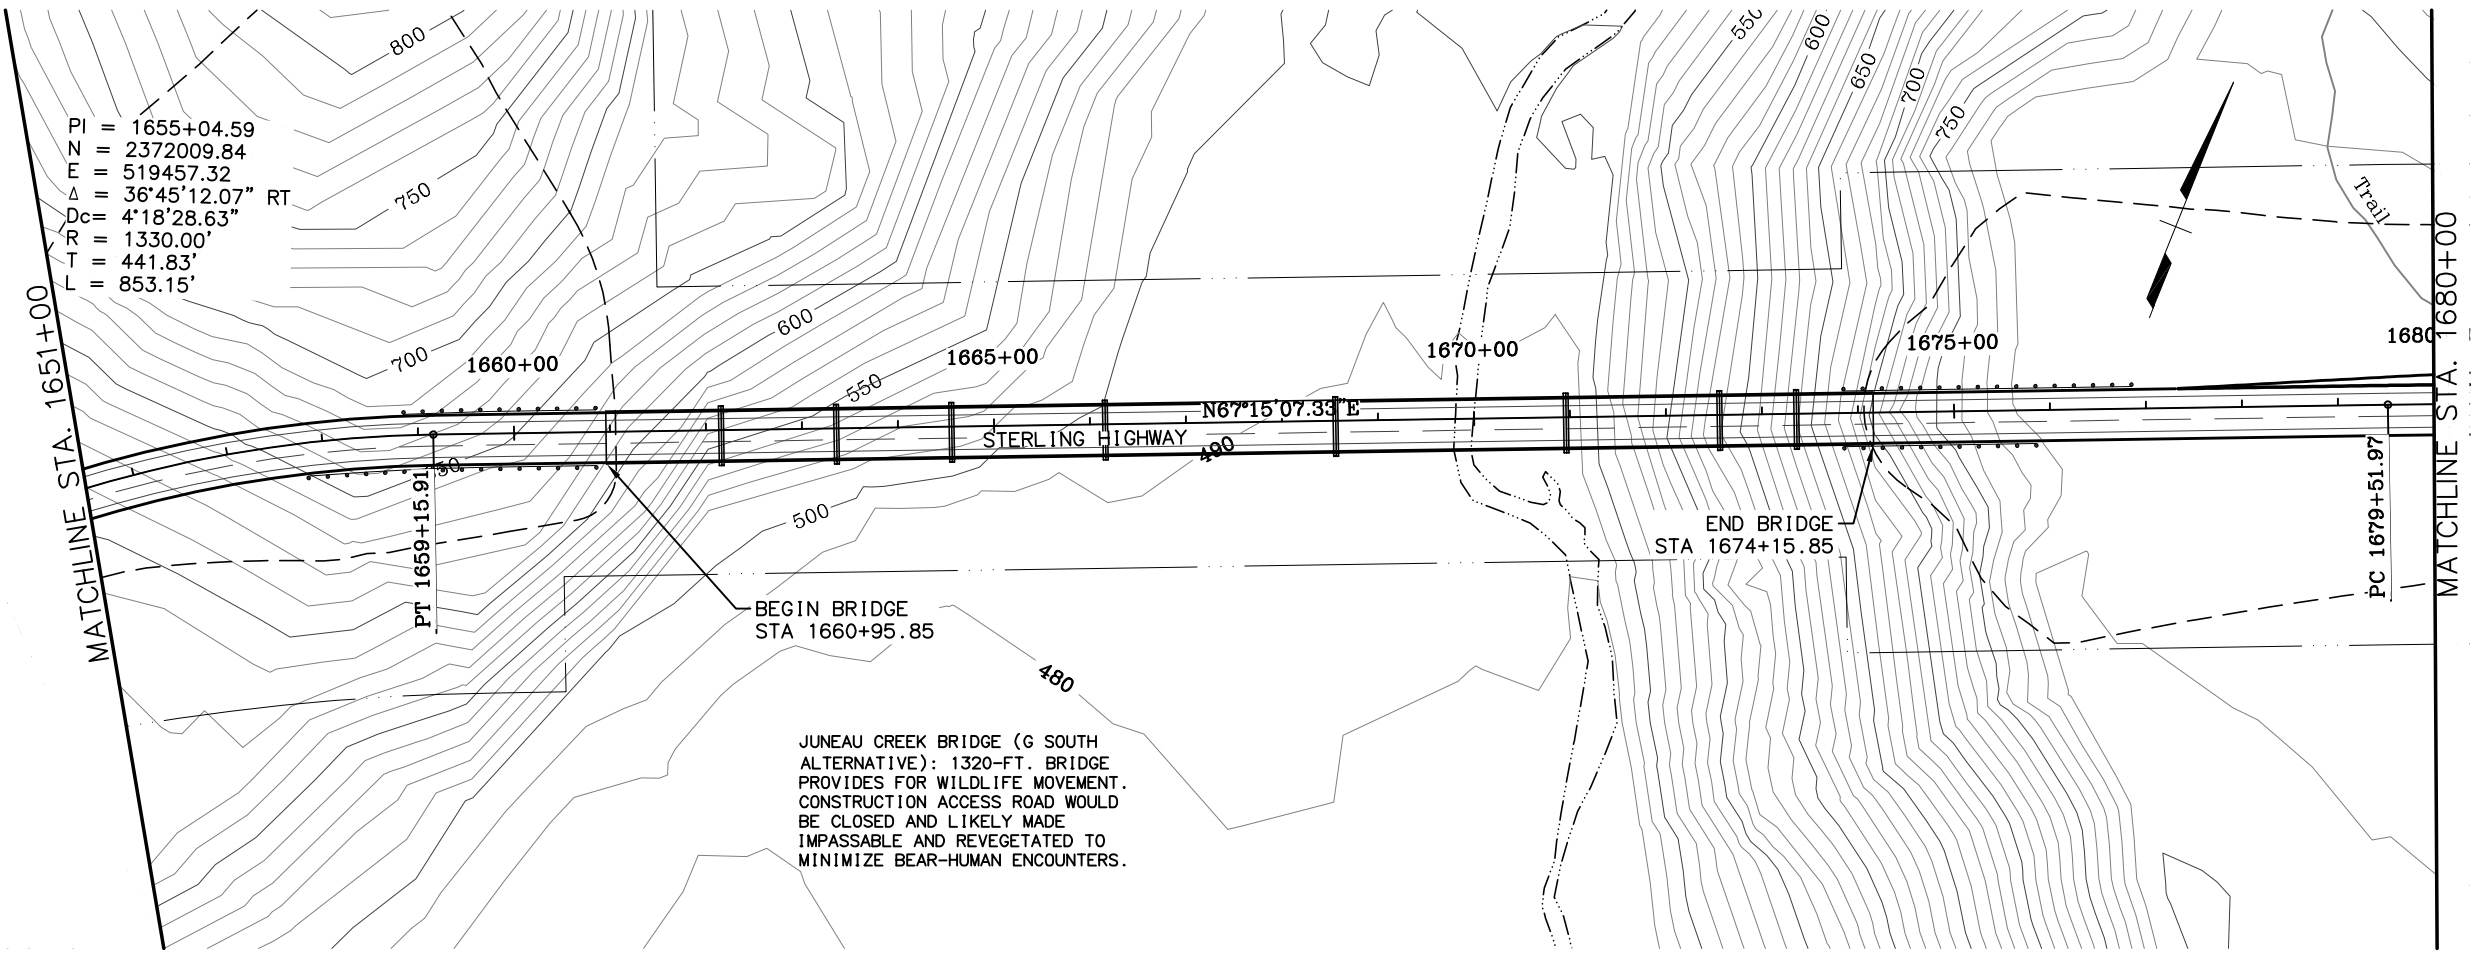 800
550
600
650
700
750
PI = 1655+04.59
N = 2372009.84
E = 519457.32
Δ = 36°45'12.07" RT
Dc= 4°18'28.63"
R = 1330.00'
T = 441.83'
L = 853.15'
750
Trail
MATCHLINE STA. 1651+00
600
700
1660+00
1665+00
1670+00
1675+00
1680
550
N67°15'07.33"E
STERLING HIGHWAY
490
50
PT 1659+15.91
500
END BRIDGE
STA 1674+15.85
PC 1679+51.97
MATCHLINE STA. 1680+00
BEGIN BRIDGE
STA 1660+95.85
480
JUNEAU CREEK BRIDGE (G SOUTH
ALTERNATIVE): 1320-FT. BRIDGE
PROVIDES FOR WILDLIFE MOVEMENT.
CONSTRUCTION ACCESS ROAD WOULD
BE CLOSED AND LIKELY MADE
IMPASSABLE AND REVEGETATED TO
MINIMIZE BEAR-HUMAN ENCOUNTERS.